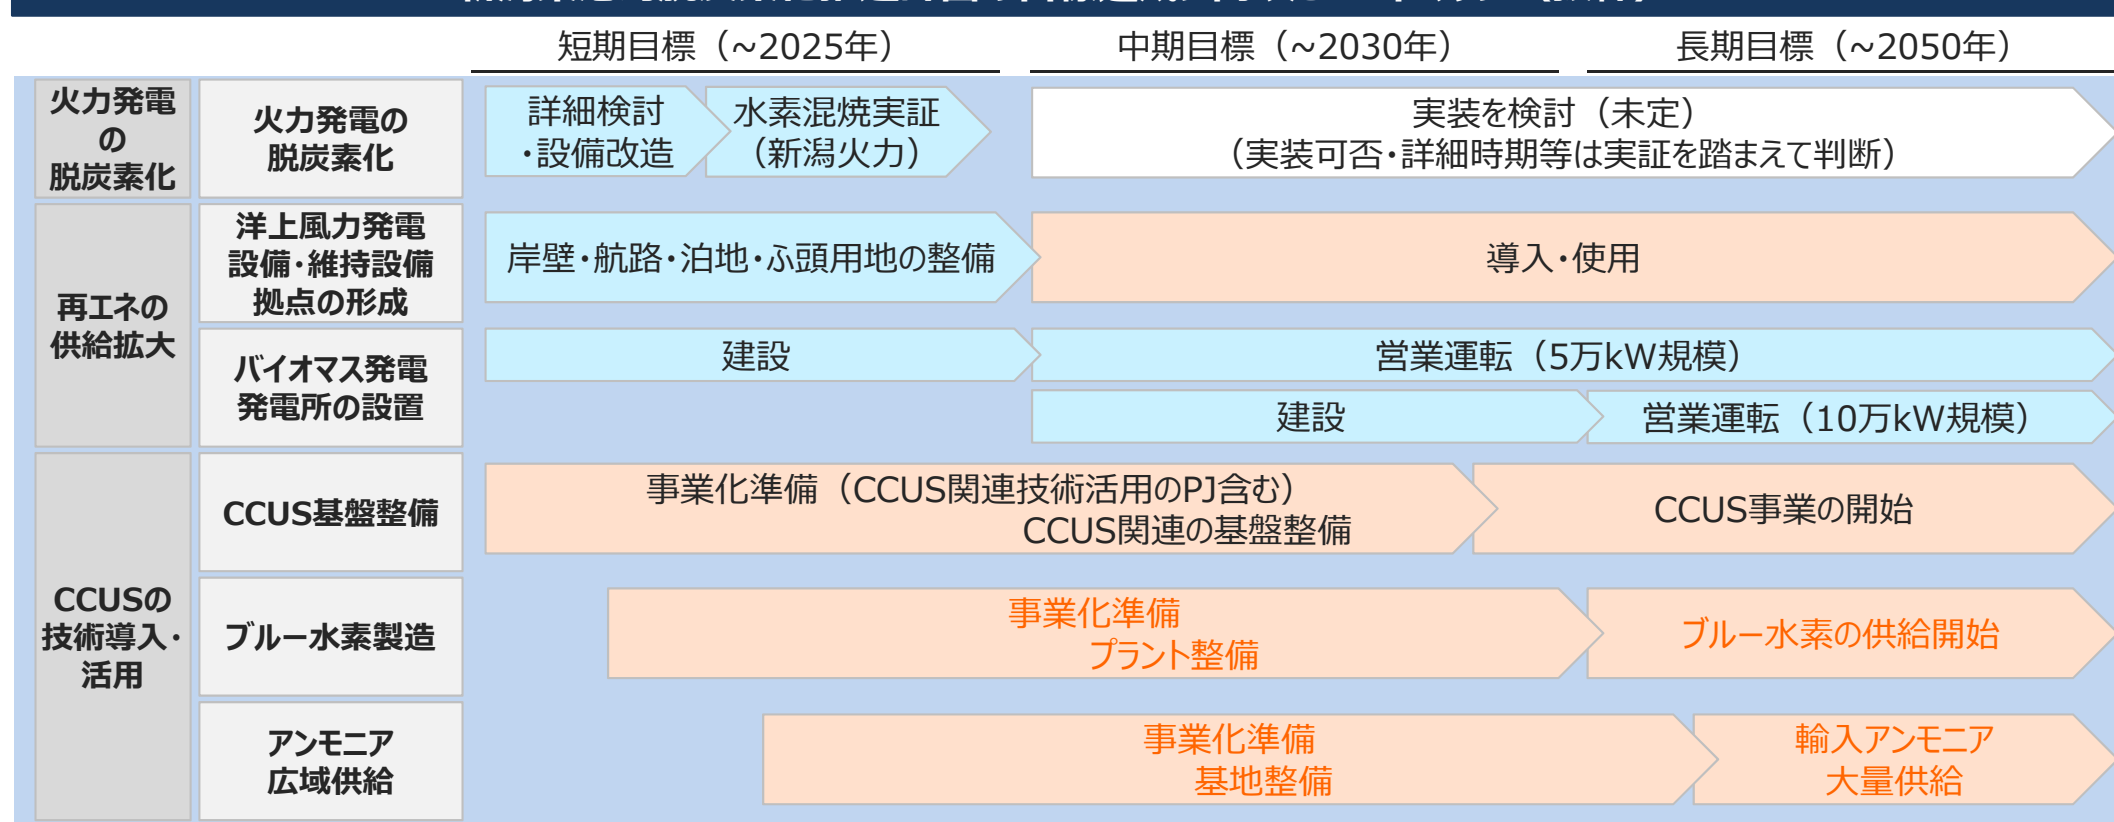 短期目標（~2025年）
中期目標（~2030年）
長期目標（~2050年）
火力発電
の
脱炭素化
火力発電の
脱炭素化
詳細検討
・設備改造
水素混焼実証
（新潟火力）
実装を検討（未定）
（実装可否・詳細時期等は実証を踏まえて判断）
再エネの
供給拡大
洋上風力発電
設備・維持設備
拠点の形成
岸壁・航路・泊地・ふ頭用地の整備
導入・使用
バイオマス発電
発電所の設置
建設
営業運転（5万kW規模）
建設
営業運転（10万kW規模）
CCUSの
技術導入・
活用
CCUS基盤整備
事業化準備（CCUS関連技術活用のPJ含む）
CCUS関連の基盤整備
CCUS事業の開始
ブルー水素製造
事業化準備
プラント整備
ブルー水素の供給開始
アンモニア
広域供給
事業化準備
基地整備
輸入アンモニア
大量供給